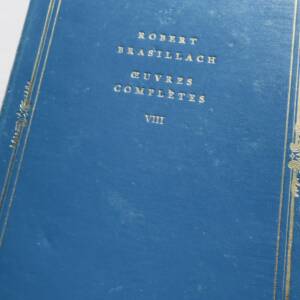 ROBERT
BRASILLACH
ŒUVRES
COMPLÈTES
VIII